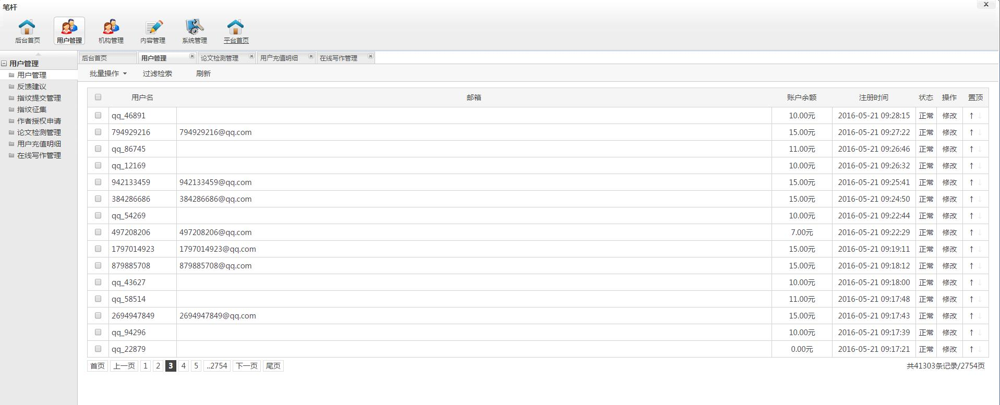 笔杆
x
后台首页 用户管理 机构管理 内容管理 系统管理 平台首页
用户管理
用户管理
反馈建议
指纹提交管理
指纹征集
作者授权申请
论文检测管理
用户充值明细
在线写作管理
后台首页 用户管理 论文检测管理 用户充值明细 在线写作管理
批量操作 过滤检索 刷新
用户名 邮箱 账户余额 注册时间 状态 操作 置顶
qq_46891 10.00元 2016-05-21 09:28:15 正常 修改 ↑ ↓
794929216 794929216@qq.com 15.00元 2016-05-21 09:27:22 正常 修改 ↑ ↓
qq_86745 11.00元 2016-05-21 09:26:46 正常 修改 ↑ ↓
qq_12169 10.00元 2016-05-21 09:26:32 正常 修改 ↑ ↓
942133459 942133459@qq.com 15.00元 2016-05-21 09:25:41 正常 修改 ↑ ↓
384286686 384286686@qq.com 15.00元 2016-05-21 09:24:50 正常 修改 ↑ ↓
qq_54269 10.00元 2016-05-21 09:22:44 正常 修改 ↑ ↓
497208206 497208206@qq.com 7.00元 2016-05-21 09:22:29 正常 修改 ↑ ↓
1797014923 1797014923@qq.com 15.00元 2016-05-21 09:19:11 正常 修改 ↑ ↓
879885708 879885708@qq.com 15.00元 2016-05-21 09:18:12 正常 修改 ↑ ↓
qq_43627 10.00元 2016-05-21 09:18:00 正常 修改 ↑ ↓
qq_58514 11.00元 2016-05-21 09:17:48 正常 修改 ↑ ↓
2694947849 2694947849@qq.com 15.00元 2016-05-21 09:17:43 正常 修改 ↑ ↓
qq_94296 10.00元 2016-05-21 09:17:39 正常 修改 ↑ ↓
qq_22879 0.00元 2016-05-21 09:17:21 正常 修改 ↑ ↓
首页 上一页 1 2 3 4 5 ..2754 下一页 尾页 共41303条记录/2754页